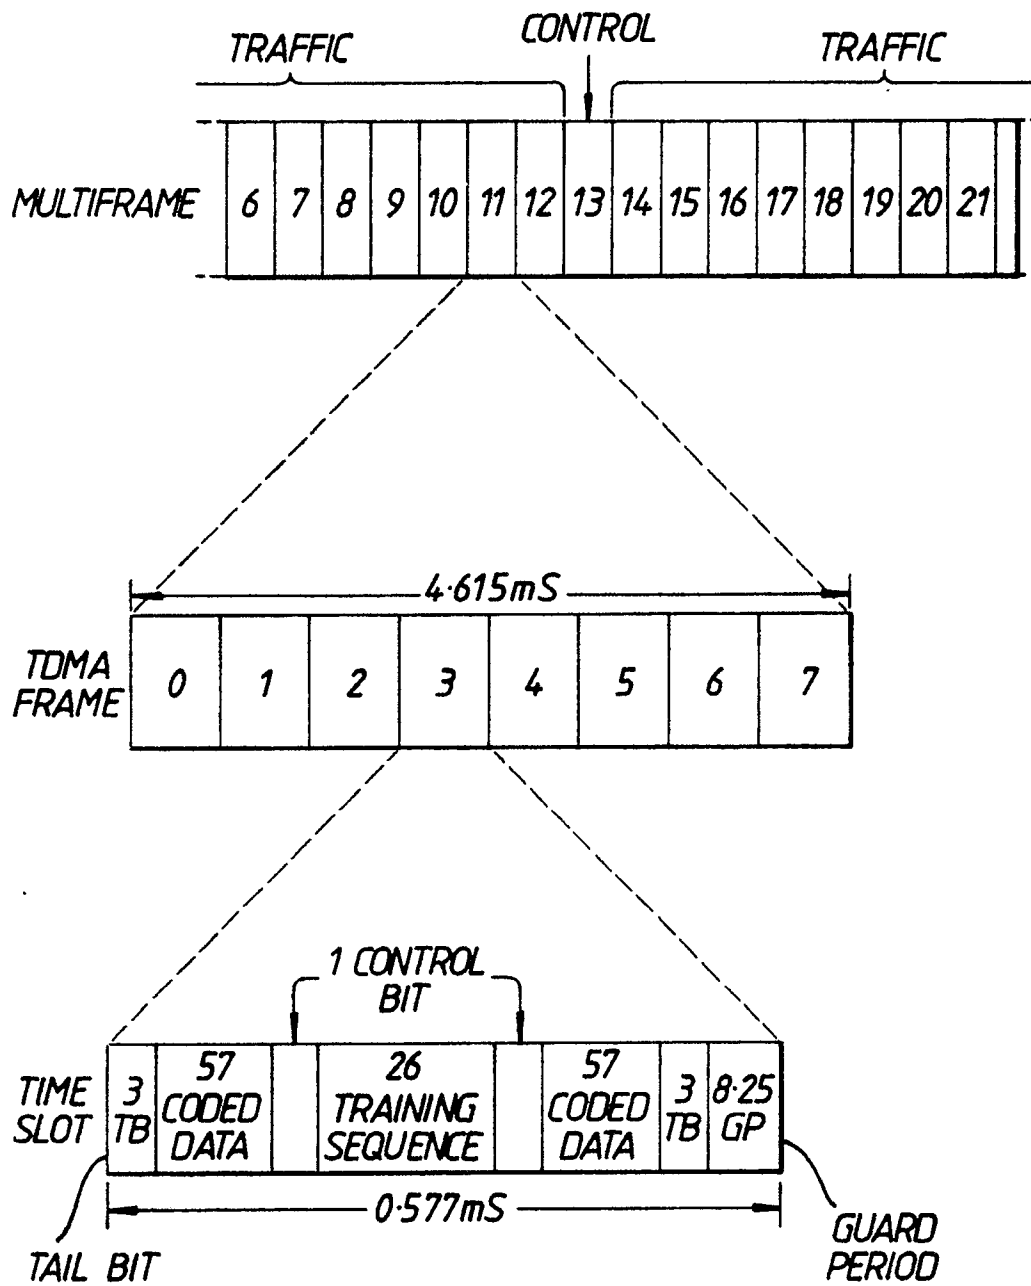 TRAFFIC
CONTROL
TRAFFIC
MULTIFRAME
6 7 8 9 10 11 12 13 14 15 16 17 18 19 20 21
4·615mS
TDMA
FRAME
0 1 2 3 4 5 6 7
1 CONTROL
BIT
TIME
SLOT
3
TB
57
CODED
DATA
26
TRAINING
SEQUENCE
57
CODED
DATA
3
TB
8·25
GP
0·577mS
TAIL BIT
GUARD
PERIOD